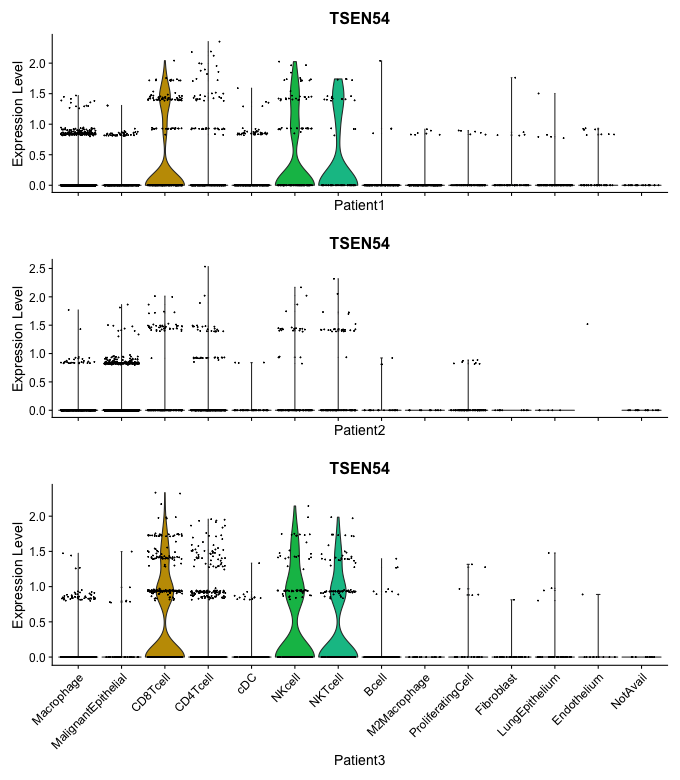 TSEN54
Expression Level
2.0
1.5
1.0
0.5
0.0
Patient1
TSEN54
Expression Level
2.5
2.0
1.5
1.0
0.5
0.0
Patient2
TSEN54
Expression Level
2.0
1.5
1.0
0.5
0.0
Macrophage
MalignantEpithelial
CD8Tcell
CD4Tcell
cDC
NKcell
NKTcell
Bcell
M2Macrophage
ProliferatingCell
Fibroblast
LungEpithelium
Endothelium
NotAvail
Patient3